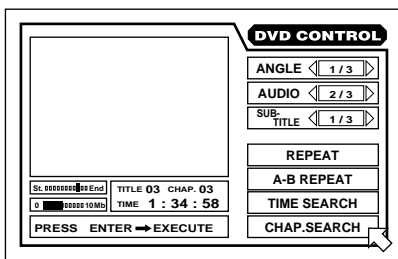 DVD CONTROL
ANGLE 1 / 3
AUDIO 2 / 3
SUB-
TITLE 1 / 3
REPEAT
A-B REPEAT
TIME SEARCH
CHAP.SEARCH
St. End
0 10Mb
TITLE 03 CHAP. 03
TIME 1 : 34 : 58
PRESS ENTER ➡ EXECUTE